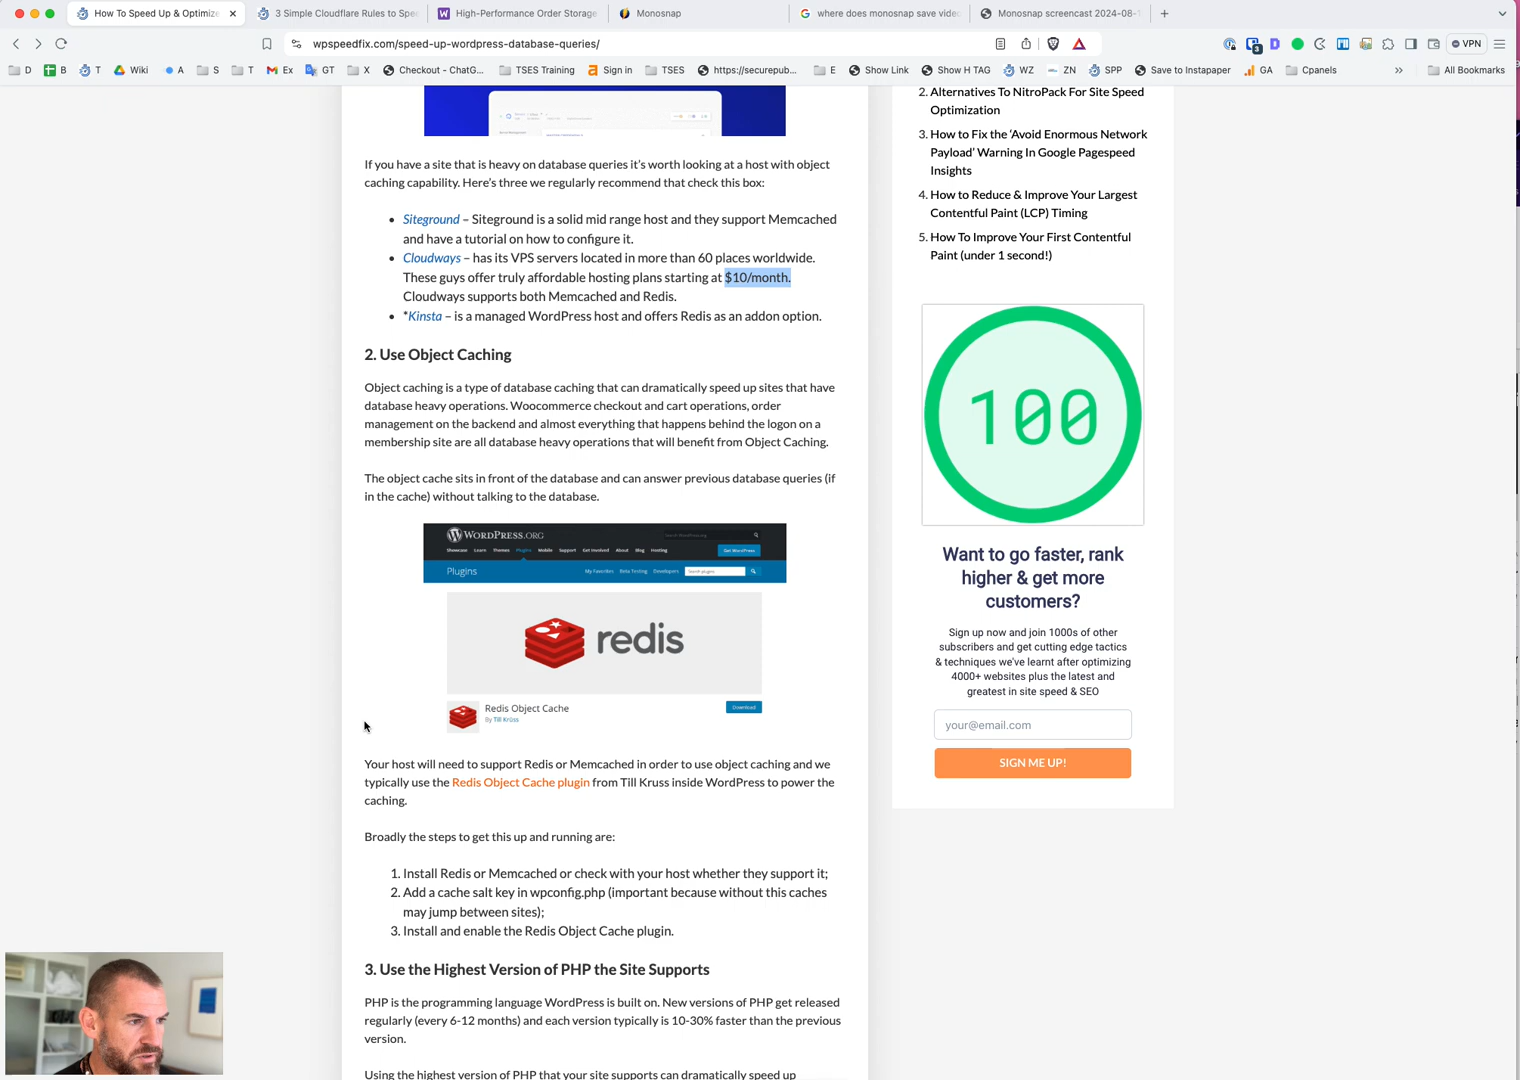 How To Speed Up & Optimize
3 Simple Cloudflare Rules to Spe
High-Performance Order Storage
Monosnap
where does monosnap save vide
Monosnap screencast 2024-08-
wpspeedfix.com/speed-up-wordpress-database-queries/
VPN
D
B
T
Wiki
A
S
T
Ex
GT
X
Checkout - ChatG...
TSES Training
Sign in
TSES
https://securepub...
E
Show Link
Show H TAG
WZ
ZN
SPP
Save to Instapaper
GA
Cpanels
All Bookmarks
If you have a site that is heavy on database queries it's worth looking at a host with object
caching capability. Here's three we regularly recommend that check this box:
• Siteground – Siteground is a solid mid range host and they support Memcached
and have a tutorial on how to configure it.
• Cloudways – has its VPS servers located in more than 60 places worldwide.
These guys offer truly affordable hosting plans starting at $10/month.
Cloudways supports both Memcached and Redis.
• *Kinsta – is a managed WordPress host and offers Redis as an addon option.
2. Use Object Caching
Object caching is a type of database caching that can dramatically speed up sites that have
database heavy operations. Woocommerce checkout and cart operations, order
management on the backend and almost everything that happens behind the logon on a
membership site are all database heavy operations that will benefit from Object Caching.
The object cache sits in front of the database and can answer previous database queries (if
in the cache) without talking to the database.
WORDPRESS.ORG
Search WordPress.org
Showcase Learn Themes Plugins Mobile Support Get Involved About Blog Hosting
Get WordPress
Plugins
My Favorites Beta Testing Developers
Search plugins
redis
Redis Object Cache
By Till Krüss
Download
Your host will need to support Redis or Memcached in order to use object caching and we
typically use the Redis Object Cache plugin from Till Kruss inside WordPress to power the
caching.
Broadly the steps to get this up and running are:
1. Install Redis or Memcached or check with your host whether they support it;
2. Add a cache salt key in wpconfig.php (important because without this caches
may jump between sites);
3. Install and enable the Redis Object Cache plugin.
3. Use the Highest Version of PHP the Site Supports
PHP is the programming language WordPress is built on. New versions of PHP get released
regularly (every 6-12 months) and each version typically is 10-30% faster than the previous
version.
Using the highest version of PHP that your site supports can dramatically speed up
2. Alternatives To NitroPack For Site Speed
Optimization
3. How to Fix the 'Avoid Enormous Network
Payload' Warning In Google Pagespeed
Insights
4. How to Reduce & Improve Your Largest
Contentful Paint (LCP) Timing
5. How To Improve Your First Contentful
Paint (under 1 second!)
100
Want to go faster, rank
higher & get more
customers?
Sign up now and join 1000s of other
subscribers and get cutting edge tactics
& techniques we've learnt after optimizing
4000+ websites plus the latest and
greatest in site speed & SEO
your@email.com
SIGN ME UP!